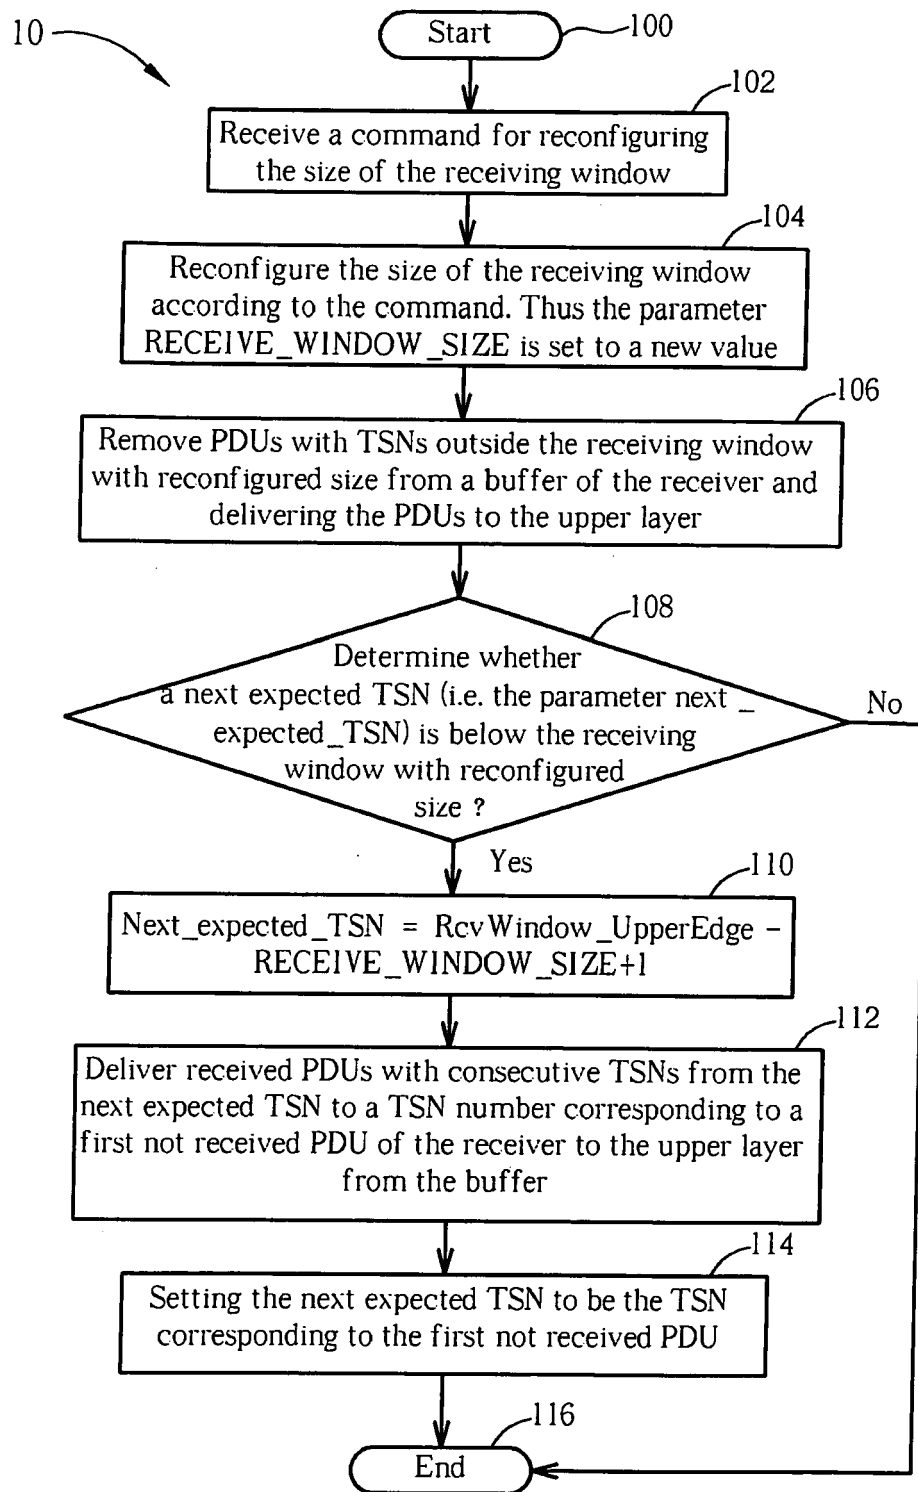 10
Start
100
102
Receive a command for reconfiguring
the size of the receiving window
104
Reconfigure the size of the receiving window
according to the command. Thus the parameter
RECEIVE_WINDOW_SIZE is set to a new value
106
Remove PDUs with TSNs outside the receiving window
with reconfigured size from a buffer of the receiver and
delivering the PDUs to the upper layer
108
Determine whether
a next expected TSN (i.e. the parameter next_
expected_TSN) is below the receiving
window with reconfigured
size ?
No
Yes
110
Next_expected_TSN = RcvWindow_UpperEdge -
RECEIVE_WINDOW_SIZE+1
112
Deliver received PDUs with consecutive TSNs from the
next expected TSN to a TSN number corresponding to a
first not received PDU of the receiver to the upper layer
from the buffer
114
Setting the next expected TSN to be the TSN
corresponding to the first not received PDU
116
End